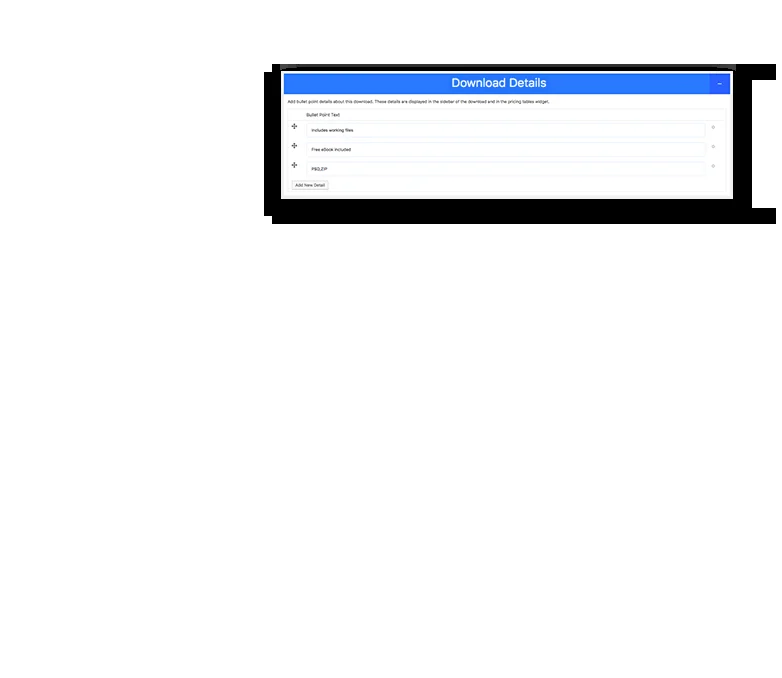 Download Details
Add bullet point details about this download. These details are displayed in the sidebar of the download and in the pricing tables widget.
Bullet Point Text
Includes working files
Free eBook included
PSD,ZIP
Add New Detail